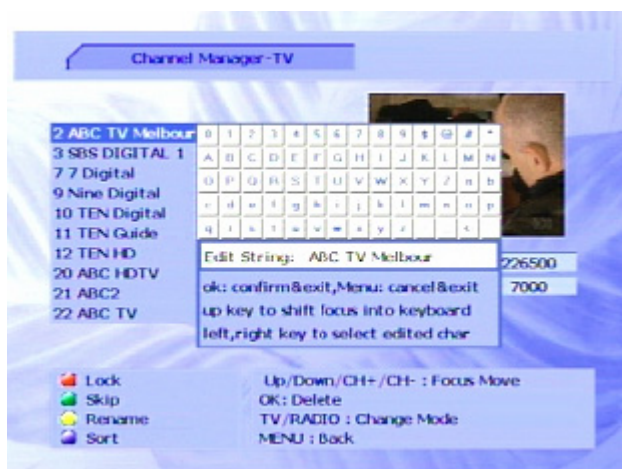 Channel Manager-TV
2 ABC TV Melbour
3 SBS DIGITAL 1
7 7 Digital
9 Nine Digital
10 TEN Digital
11 TEN Guide
12 TEN HD
20 ABC HDTV
21 ABC2
22 ABC TV
0 1 2 3 4 5 6 7 8 9 $ @ # *
A B C D E F G H I J K L M N
O P Q R S T U V W X Y Z a b
c d e f g h i j k l m n o p
q r s t u v w x y z <
Edit String: ABC TV Melbour
ok: confirm&exit,Menu: cancel&exit
up key to shift focus into keyboard
left,right key to select edited char
226500
7000
Lock
Skip
Rename
Sort
Up/Down/CH+/CH- : Focus Move
OK: Delete
TV/RADIO : Change Mode
MENU : Back